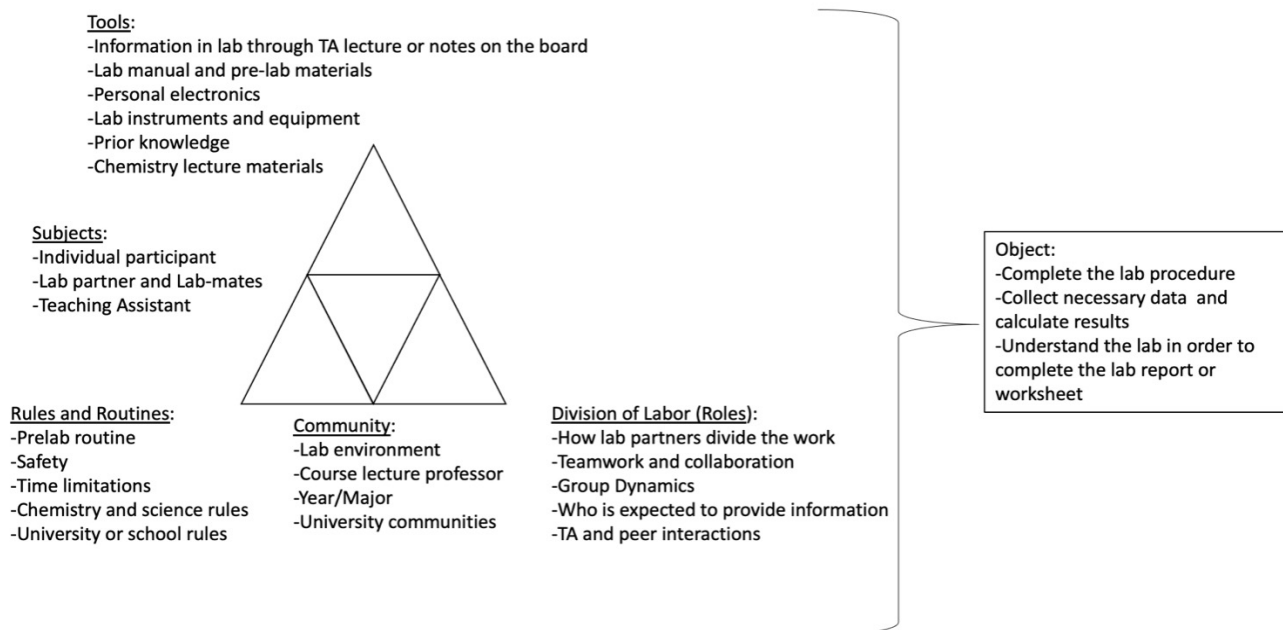 Tools:
-Information in lab through TA lecture or notes on the board
-Lab manual and pre-lab materials
-Personal electronics
-Lab instruments and equipment
-Prior knowledge
-Chemistry lecture materials
Subjects:
-Individual participant
-Lab partner and Lab-mates
-Teaching Assistant
Rules and Routines:
-Prelab routine
-Safety
-Time limitations
-Chemistry and science rules
-University or school rules
Community:
-Lab environment
-Course lecture professor
-Year/Major
-University communities
Division of Labor (Roles):
-How lab partners divide the work
-Teamwork and collaboration
-Group Dynamics
-Who is expected to provide information
-TA and peer interactions
Object:
-Complete the lab procedure
-Collect necessary data and
calculate results
-Understand the lab in order to
complete the lab report or
worksheet